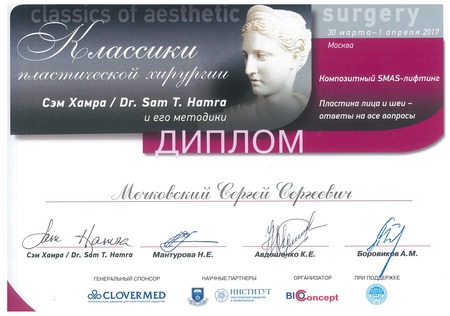 classics of aesthetic surgery
30 марта–1 апреля 2017
Москва
Классики
пластической хирургии
Композитный SMAS-лифтинг
Сэм Хамра / Dr. Sam T. Hamra
и его методики
Пластика лица и шеи –
ответы на все вопросы
ДИПЛОМ
Мечковский Сергей Сергеевич
Sam Hamra
Сэм Хамра / Dr. Sam T. Hamra
Мантурова Н.Е.
Авдошенко К.Е.
Боровиков А.М.
ГЕНЕРАЛЬНЫЙ СПОНСОР
НАУЧНЫЕ ПАРТНЕРЫ
ОРГАНИЗАТОР
ПРИ ПОДДЕРЖКЕ
CLOVERMED
ИНСТИТУТ
BIOConcept